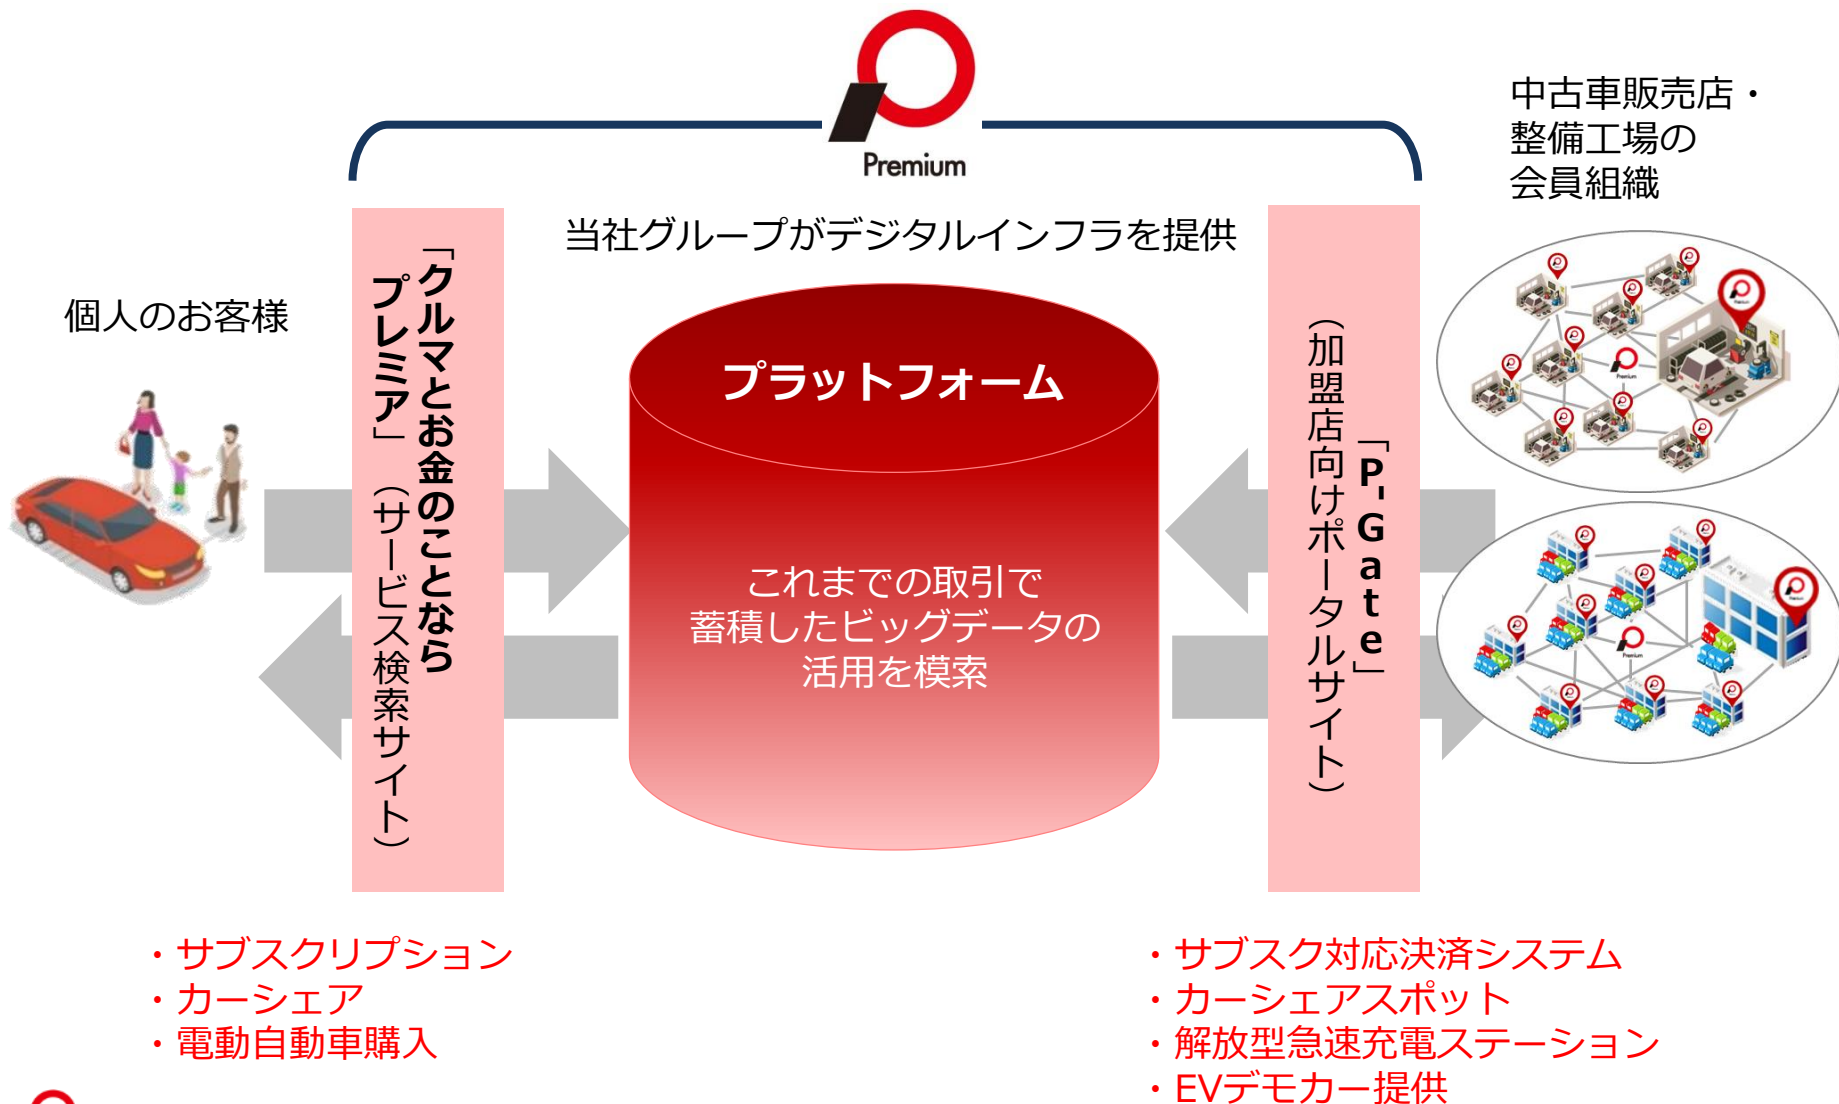 Premium
中古車販売店・
整備工場の
会員組織
当社グループがデジタルインフラを提供
個人のお客様
「クルマとお金のことなら
プレミア」（サービス検索サイト）
プラットフォーム
これまでの取引で
蓄積したビッグデータの
活用を模索
「P-Gate」
（加盟店向けポータルサイト）
・サブスクリプション
・カーシェア
・電動自動車購入
・サブスク対応決済システム
・カーシェアスポット
・解放型急速充電ステーション
・EVデモカー提供
Premium
Premium